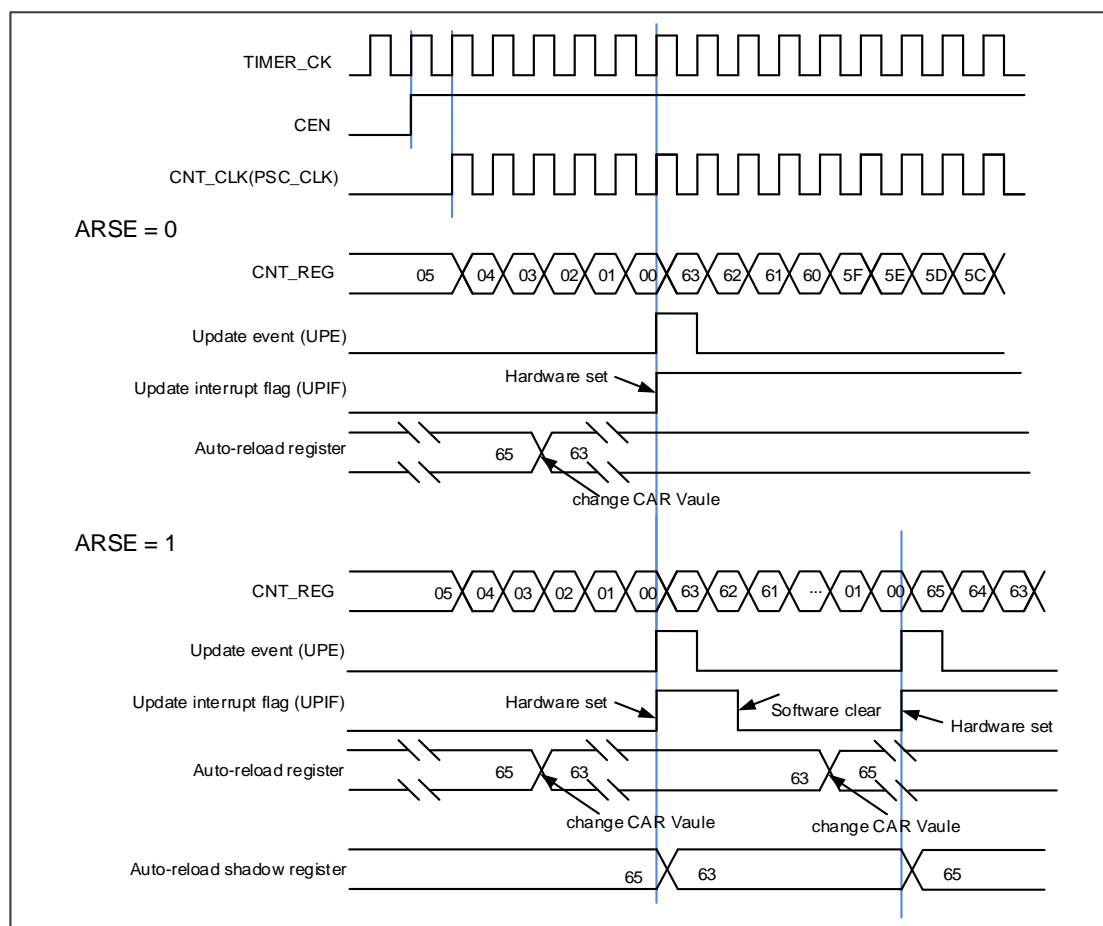 TIMER_CK
CEN
CNT_CLK(PSC_CLK)
ARSE = 0
CNT_REG 05 04 03 02 01 00 63 62 61 60 5F 5E 5D 5C
Update event (UPE)
Update interrupt flag (UPIF) Hardware set
Auto-reload register 65 63
change CAR Vaule
ARSE = 1
CNT_REG 05 04 03 02 01 00 63 62 61 ... 01 00 65 64 63
Update event (UPE)
Update interrupt flag (UPIF) Hardware set Software clear Hardware set
Auto-reload register 65 63 63 65
change CAR Vaule change CAR Vaule
Auto-reload shadow register 65 63 65